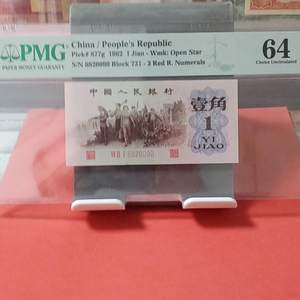 PMG
PAPER MONEY GUARANTY
China / People's Republic
Pick# 877g 1962 1 Jiao - Wmk: Open Star
S/N 8820002 Block 731 - 3 Red R. Numerals
64
Choice Uncirculated
中國人民銀行
壹角
1
YI
JIAO